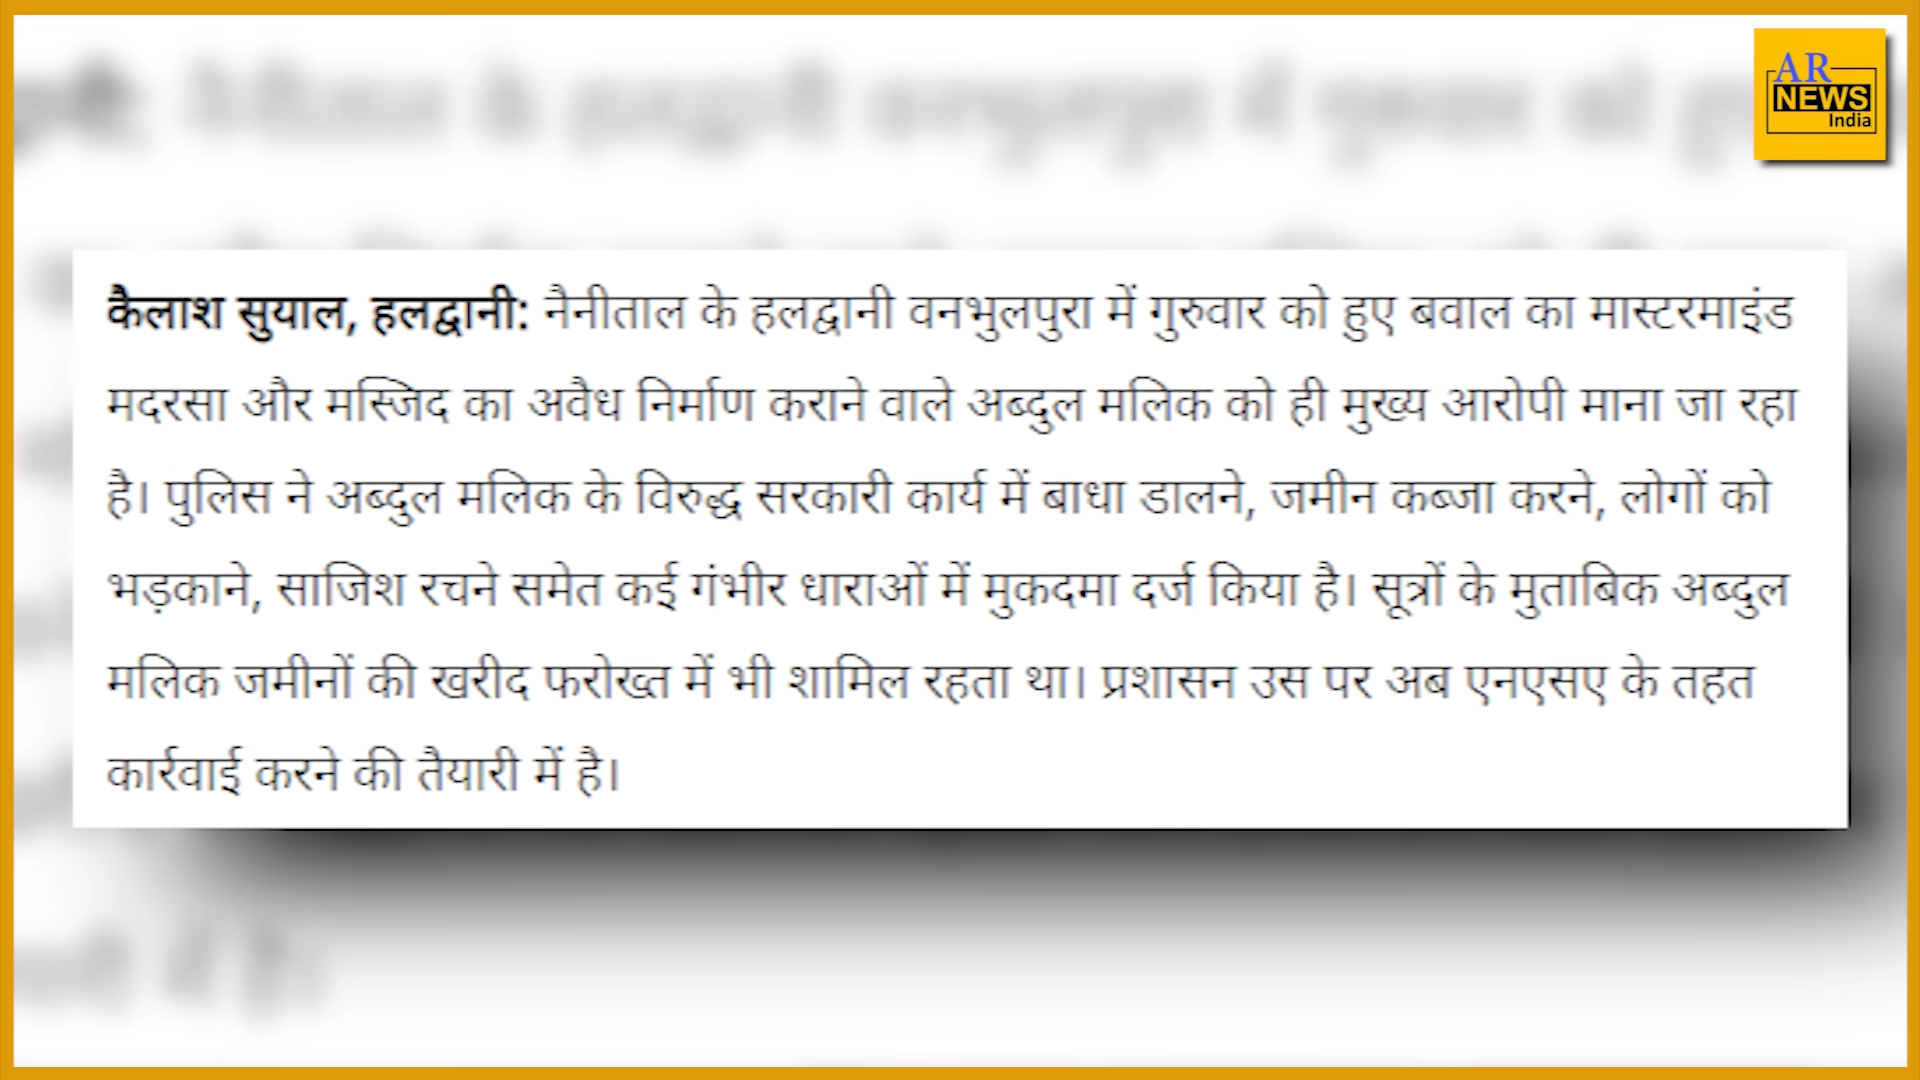 AR
NEWS
India
कैलाश सुयाल, हलद्वानी: नैनीताल के हलद्वानी वनभुलपुरा में गुरुवार को हुए बवाल का मास्टरमाइंड
मदरसा और मस्जिद का अवैध निर्माण कराने वाले अब्दुल मलिक को ही मुख्य आरोपी माना जा रहा
है। पुलिस ने अब्दुल मलिक के विरुद्ध सरकारी कार्य में बाधा डालने, जमीन कब्जा करने, लोगों को
भड़काने, साजिश रचने समेत कई गंभीर धाराओं में मुकदमा दर्ज किया है। सूत्रों के मुताबिक अब्दुल
मलिक जमीनों की खरीद फरोख्त में भी शामिल रहता था। प्रशासन उस पर अब एनएसए के तहत
कार्रवाई करने की तैयारी में है।